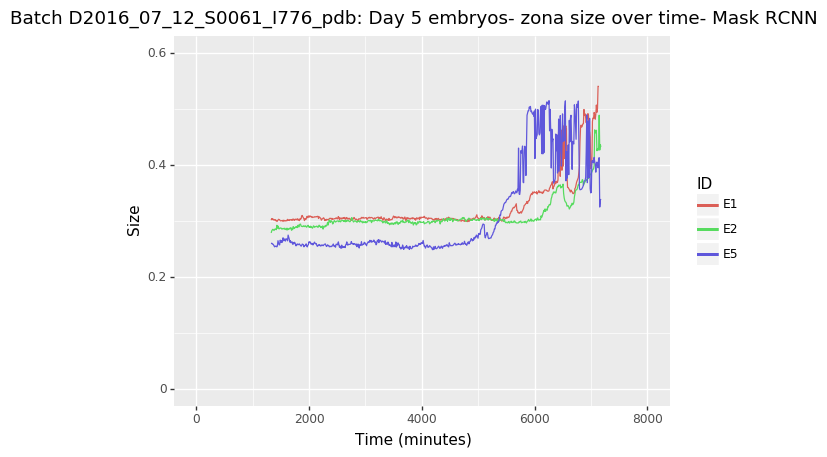 Batch D2016_07_12_S0061_I776_pdb: Day 5 embryos- zona size over time- Mask RCNN
0.6
0.4
0.2
0
Size
0 2000 4000 6000 8000
Time (minutes)
ID
E1
E2
E5